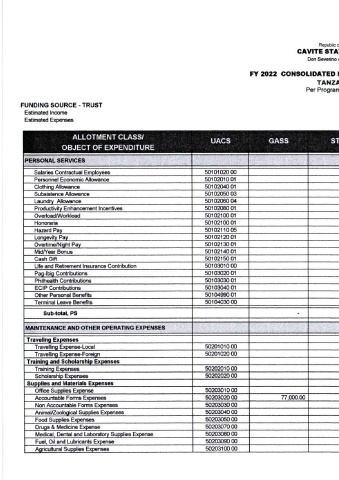 Republic o
CAVITE STA
Don Severino
FY 2022 CONSOLIDATED
TANZA
Per Program
FUNDING SOURCE - TRUST
Estimated Income
Estimated Expenses
ALLOTMENT CLASS/ OBJECT OF EXPENDITURE UACS GASS ST
PERSONAL SERVICES
Salaries Contractual Employees 50101020 00
Personnel Economic Allowance 50102010 01
Clothing Allowance 50102040 01
Subsistence Allowance 50102050 03
Laundry Allowance 50102060 04
Productivity Enhancement Incentives 50102080 01
Overload/Workload 50102100 01
Honoraria 50102100 01
Hazard Pay 50102110 05
Longevity Pay 50102120 01
Overtime/Night Pay 50102130 01
Mid/Year Bonus 50102140 01
Cash Gift 50102150 01
Life and Retirement Insurance Contribution 50103010 00
Pag-ibig Contributions 50103020 01
Philhealth Contributions 50103030 01
ECIP Contributions 50103040 01
Other Personal Benefits 50104990 01
Terminal Leave Benefits 50104030 00
Sub-total, PS -
MAINTENANCE AND OTHER OPERATING EXPENSES
Traveling Expenses
Travelling Expense-Local 50201010 00
Travelling Expense-Foreign 50201020 00
Training and Scholarship Expenses
Training Expenses 50202010 00
Scholarship Expenses 50202020 00
Supplies and Materials Expenses
Office Supplies Expense 50203010 00
Accountable Forms Expenses 50203020 00 77,000.00
Non Accountable Forms Expenses 50203030 00
Animal/Zoological Supplies Expenses 50203040 00
Food Supplies Expenses 50203050 00
Drugs & Medicine Expense 50203070 00
Medical, Dental and Laboratory Supplies Expense 50203080 00
Fuel, Oil and Lubricants Expense 50203090 00
Agricultural Supplies Expenses 50203100 00